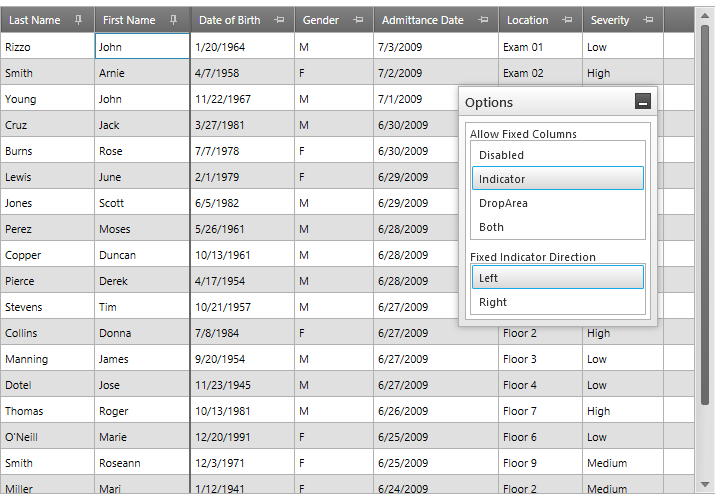 Last Name First Name Date of Birth Gender Admittance Date Location Severity
Rizzo John 1/20/1964 M 7/3/2009 Exam 01 Low
Smith Arnie 4/7/1958 F 7/2/2009 Exam 02 High
Young John 11/22/1967 M 7/1/2009
Options
Cruz Jack 3/27/1981 M 6/30/2009
Allow Fixed Columns
Burns Rose 7/7/1978 F 6/30/2009
Disabled
Lewis June 2/1/1979 F 6/29/2009
Indicator
Jones Scott 6/5/1982 M 6/29/2009
DropArea
Perez Moses 5/26/1961 M 6/28/2009
Both
Copper Duncan 10/13/1961 M 6/28/2009
Fixed Indicator Direction
Pierce Derek 4/17/1954 M 6/28/2009
Left
Stevens Tim 10/21/1957 M 6/27/2009
Right
Collins Donna 7/8/1984 F 6/27/2009 Floor 2 High
Manning James 9/20/1954 M 6/27/2009 Floor 3 Low
Dotel Jose 11/23/1945 M 6/27/2009 Floor 4 Low
Thomas Roger 10/13/1981 M 6/26/2009 Floor 7 High
O'Neill Marie 12/20/1991 F 6/25/2009 Floor 6 Low
Smith Roseann 12/3/1971 F 6/25/2009 Floor 9 Medium
Miller Mari 1/12/1941 F 6/24/2009 Floor 2 Medium